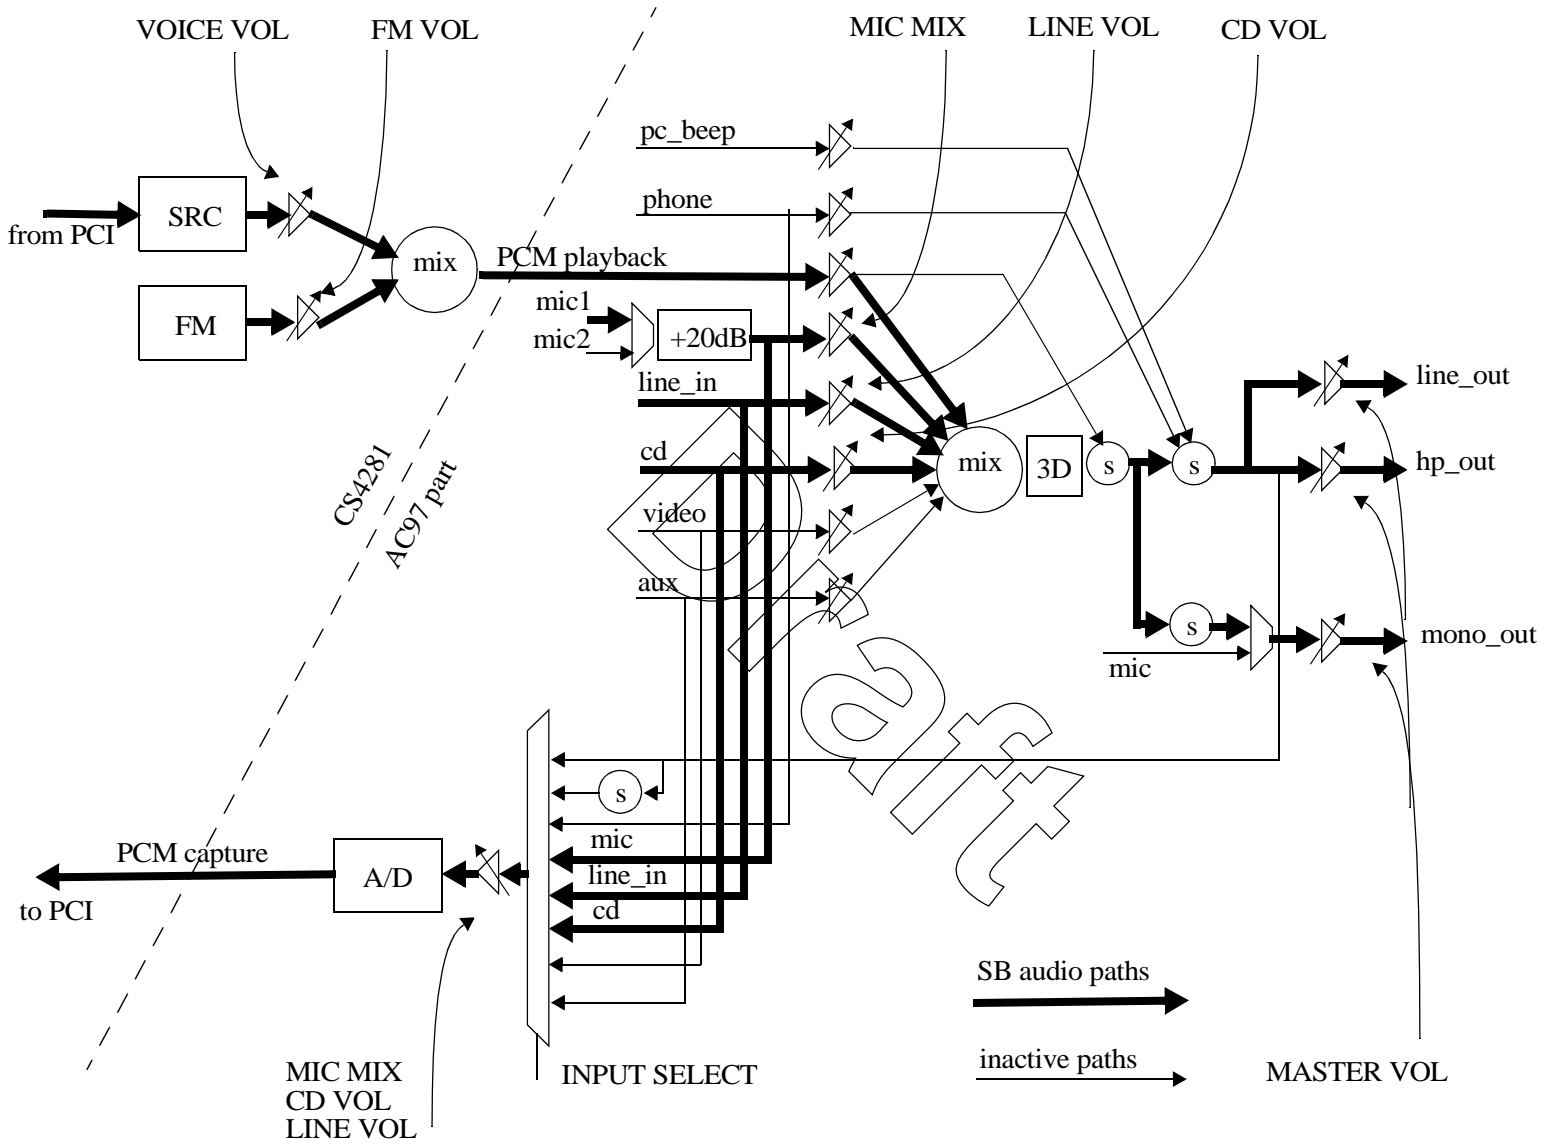 VOICE VOL
FM VOL
MIC MIX
LINE VOL
CD VOL
pc_beep
phone
SRC
from PCI
mix
PCM playback
FM
mic1
mic2
+20dB
line_in
line_out
cd
mix
3D
s
s
hp_out
CS4281
AC97 part
video
aux
s
mic
mono_out
Draft
s
mic
PCM capture
A/D
line_in
to PCI
cd
SB audio paths
inactive paths
INPUT SELECT
MASTER VOL
MIC MIX
CD VOL
LINE VOL